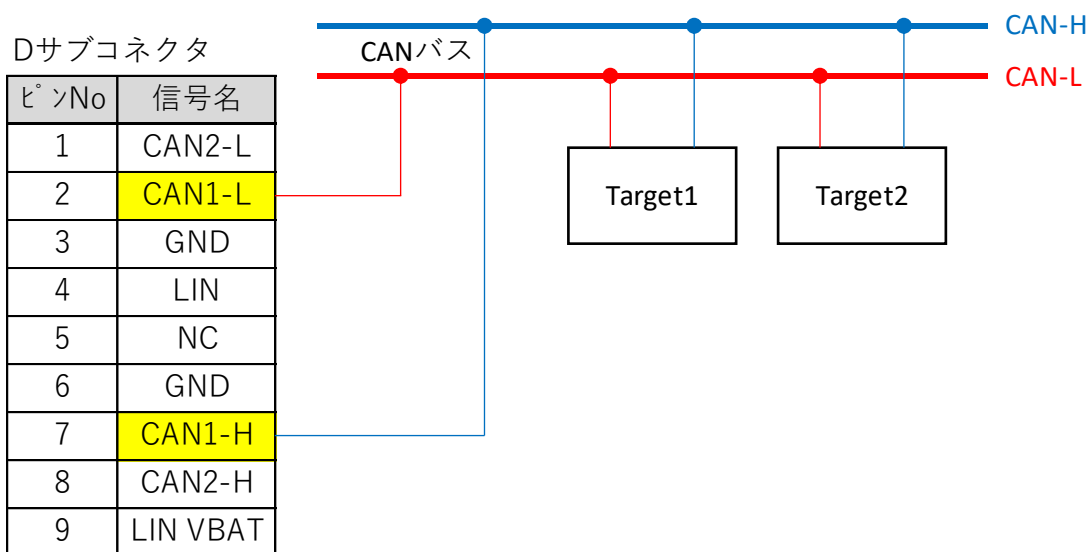 CAN-H
Dサブコネクタ
CANバス
CAN-L
ﾋﾟﾝNo 信号名
1 CAN2-L
2 CAN1-L
3 GND
4 LIN
5 NC
6 GND
7 CAN1-H
8 CAN2-H
9 LIN VBAT
Target1
Target2